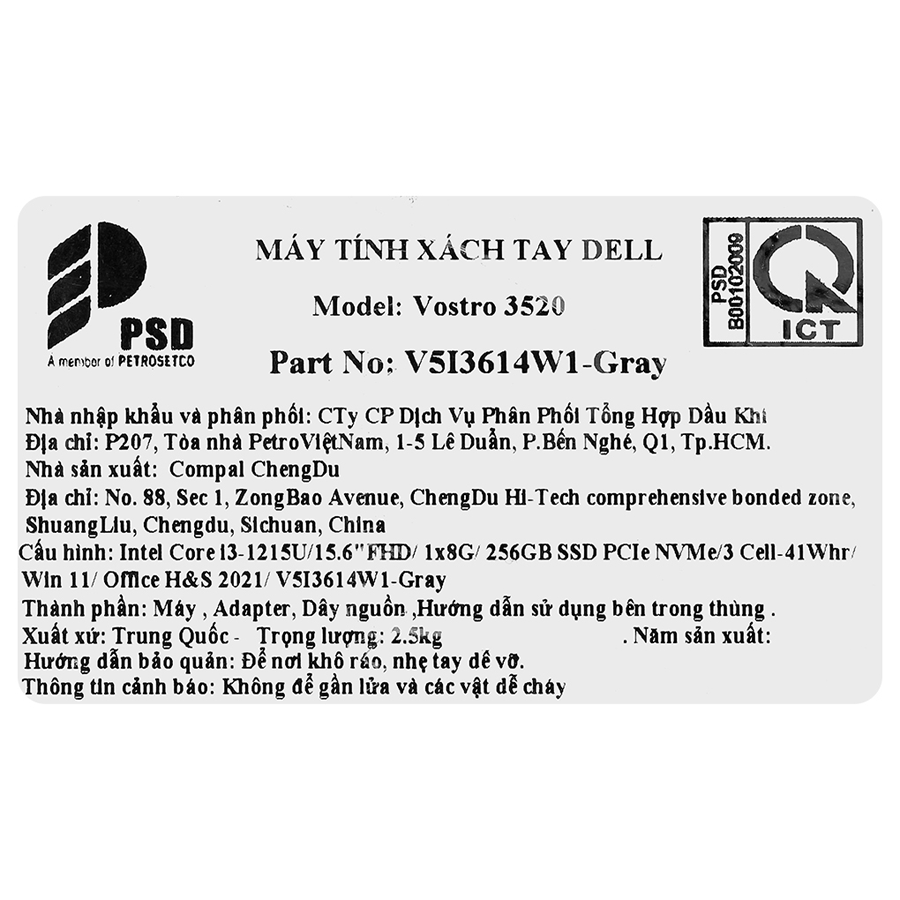 PSD
A member of PETROSETCO
MÁY TÍNH XÁCH TAY DELL
Model: Vostro 3520
Part No: V5I3614W1-Gray
PSD
B00102009
ICT
Nhà nhập khẩu và phân phối: CTy CP Dịch Vụ Phân Phối Tổng Hợp Dầu Khí
Địa chỉ: P207, Tòa nhà PetroViệtNam, 1-5 Lê Duẩn, P.Bến Nghé, Q1, Tp.HCM.
Nhà sản xuất: Compal ChengDu
Địa chỉ: No. 88, Sec 1, ZongBao Avenue, ChengDu Hi-Tech comprehensive bonded zone,
ShuangLiu, Chengdu, Sichuan, China
Cấu hình: Intel Core i3-1215U/15.6"FHD/ 1x8G/ 256GB SSD PCIe NVMe/3 Cell-41Whr/
Win 11/ Office H&S 2021/ V5I3614W1-Gray
Thành phần: Máy , Adapter, Dây nguồn ,Hướng dẫn sử dụng bên trong thùng .
Xuất xứ: Trung Quốc - Trọng lượng: 2.5kg . Năm sản xuất:
Hướng dẫn bảo quản: Để nơi khô ráo, nhẹ tay dế vỡ.
Thông tin cảnh báo: Không để gần lửa và các vật dễ cháy